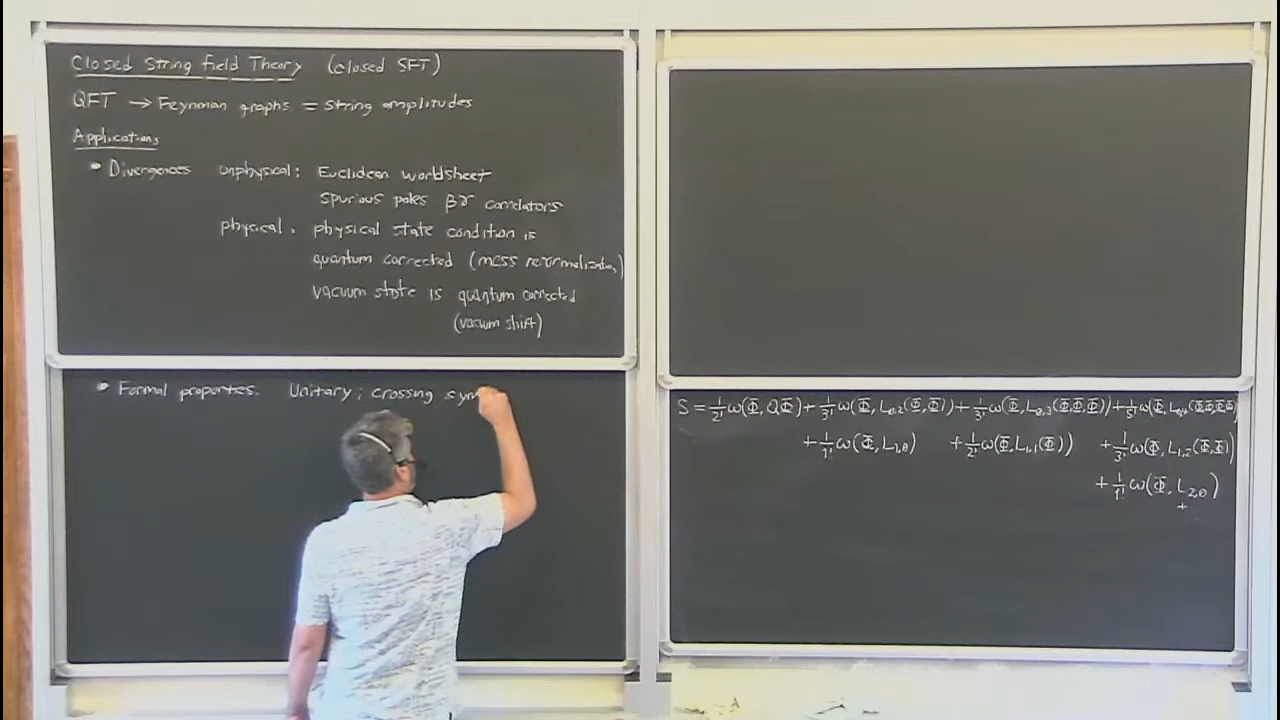 Closed String Field Theory (closed SFT)
QFT → Feynman graphs = string amplitudes
Applications
• Divergences unphysical: Euclidean worldsheet
spurious poles βγ correlators
physical. physical state condition is
quantum corrected (mass renormalization)
vacuum state is quantum corrected
(vacuum shift)
• Formal properties. Unitary; crossing sym
S = 1/2! ω(Φ, QΦ) + 1/3! ω(Φ, L₀,₂(Φ,Φ)) + 1/3! ω(Φ, L₀,₃(Φ,Φ,Φ)) + 1/5! ω(Φ, L₀,₄(Φ,Φ,Φ,Φ)
+ 1/1! ω(Φ, L₁,₀) + 1/2! ω(Φ, L₁,₁(Φ)) + 1/3! ω(Φ, L₁,₂(Φ,Φ))
+ 1/1! ω(Φ, L₂,₀)
+